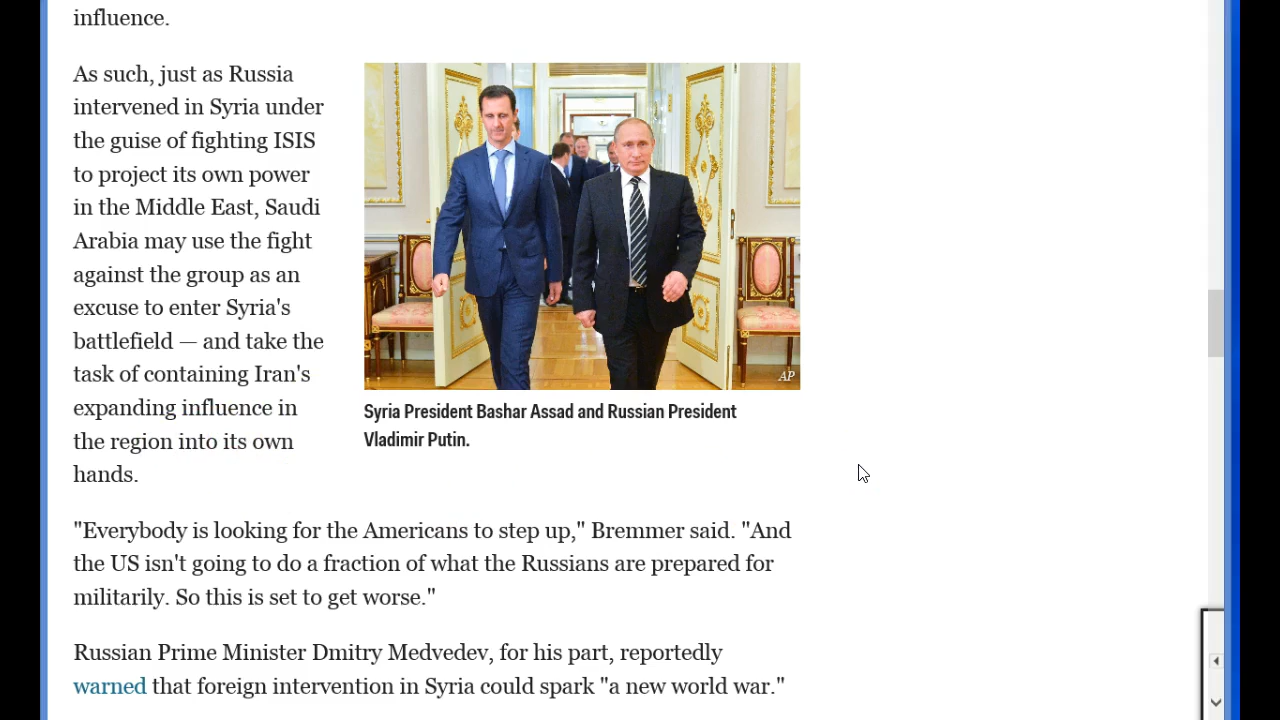 influence.
As such, just as Russia
intervened in Syria under
the guise of fighting ISIS
to project its own power
in the Middle East, Saudi
Arabia may use the fight
against the group as an
excuse to enter Syria's
battlefield — and take the
task of containing Iran's
expanding influence in
the region into its own
hands.
AP
Syria President Bashar Assad and Russian President
Vladimir Putin.
"Everybody is looking for the Americans to step up," Bremmer said. "And
the US isn't going to do a fraction of what the Russians are prepared for
militarily. So this is set to get worse."
Russian Prime Minister Dmitry Medvedev, for his part, reportedly
warned that foreign intervention in Syria could spark "a new world war."